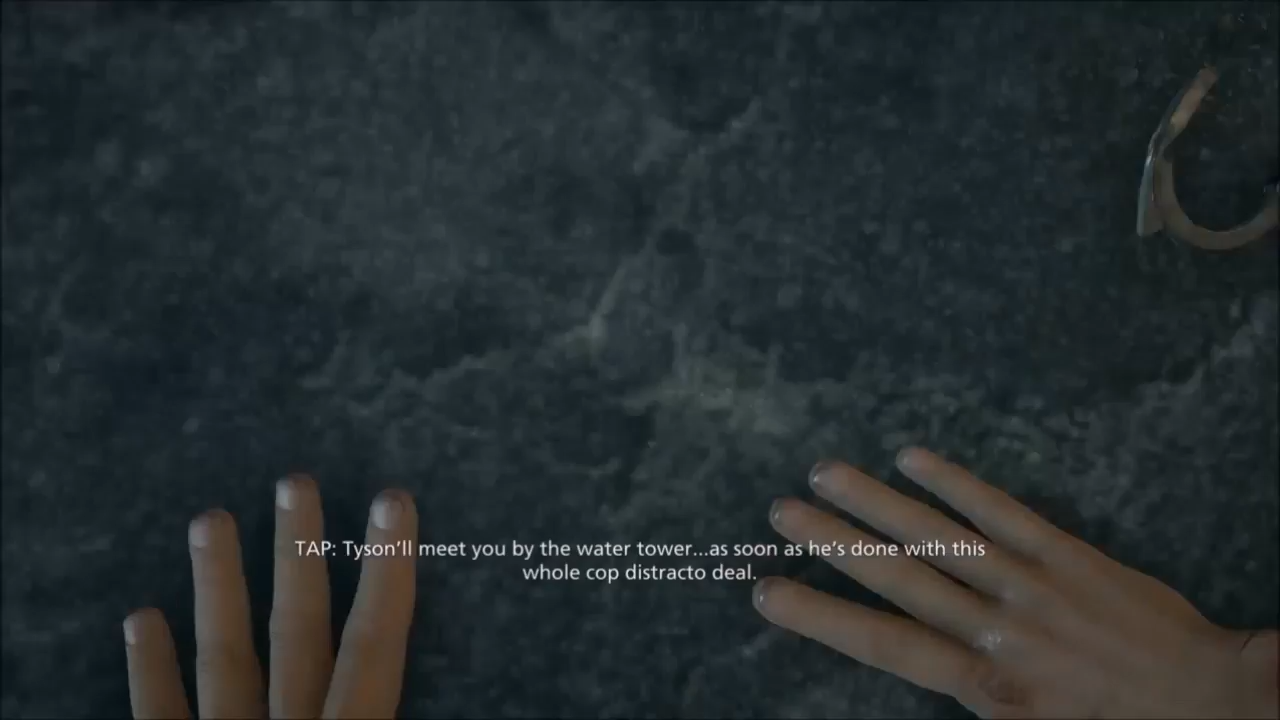 TAP: Tyson'll meet you by the water tower...as soon as he's done with this
whole cop distracto deal.